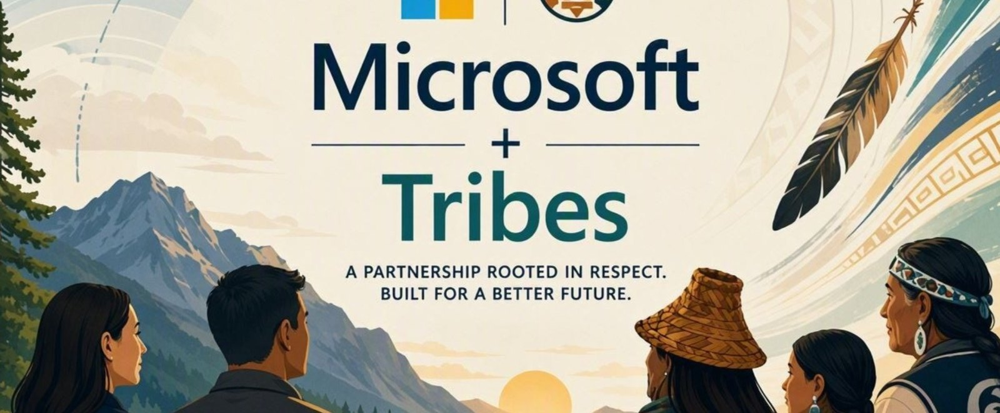 Microsoft
+
Tribes
A PARTNERSHIP ROOTED IN RESPECT.
BUILT FOR A BETTER FUTURE.